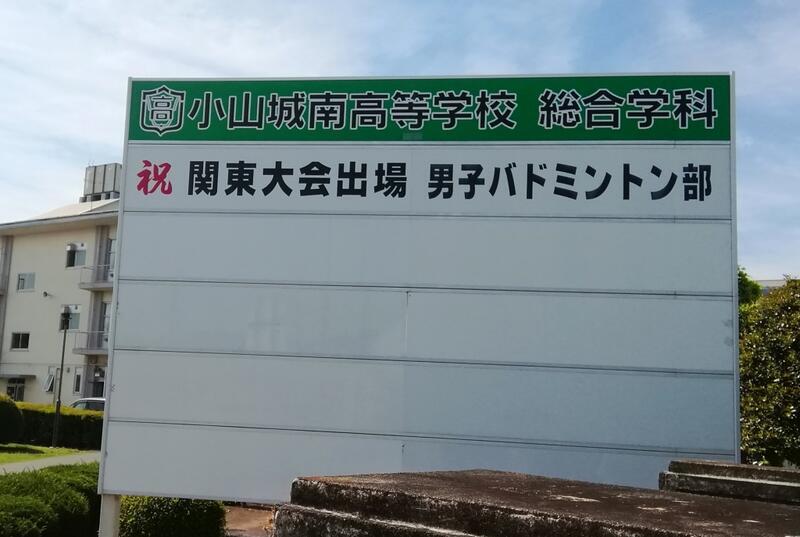 高 小山城南高等学校 総合学科
祝 関東大会出場 男子バドミントン部